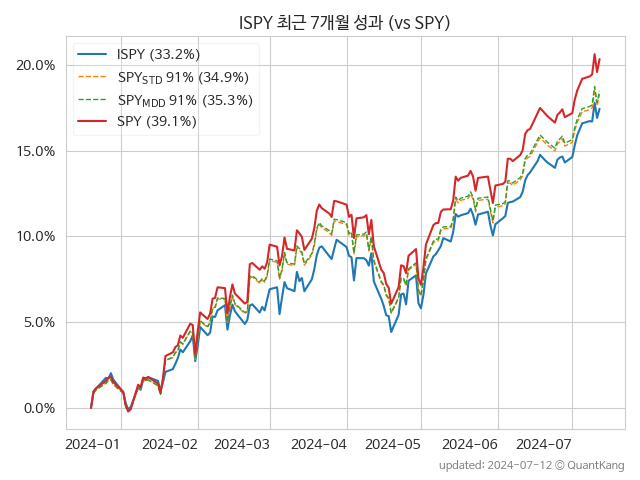 ISPY 최근 7개월 성과 (vs SPY)
ISPY (33.2%)
SPY_STD 91% (34.9%)
SPY_MDD 91% (35.3%)
SPY (39.1%)
20.0%
15.0%
10.0%
5.0%
0.0%
2024-01 2024-02 2024-03 2024-04 2024-05 2024-06 2024-07
updated: 2024-07-12 © QuantKang